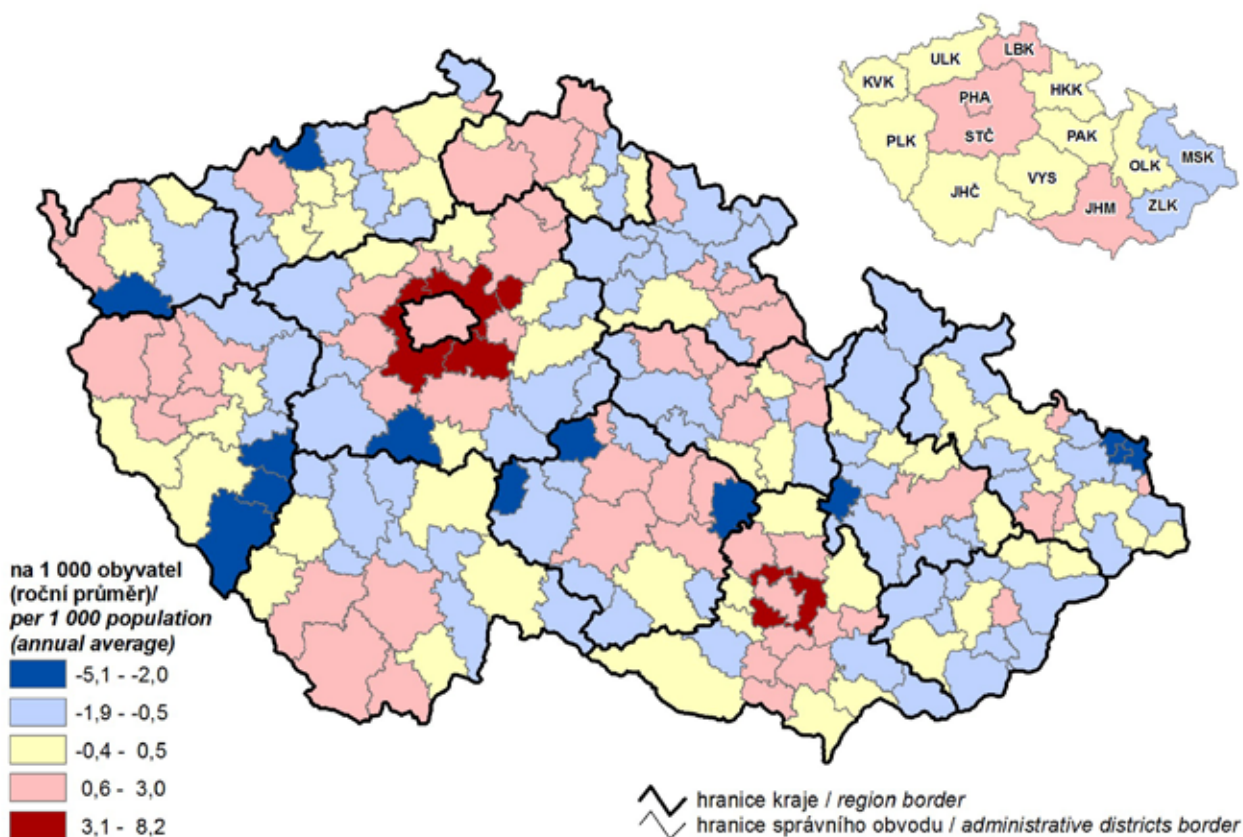 LBK
ULK
KVK
HKK
PHA
PLK
STČ
PAK
OLK
MSK
VYS
JHČ
JHM
ZLK
na 1 000 obyvatel
(roční průměr)/
per 1 000 population
(annual average)
-5,1 - -2,0
-1,9 - -0,5
-0,4 - 0,5
0,6 - 3,0
3,1 - 8,2
hranice kraje / region border
hranice správního obvodu / administrative districts border